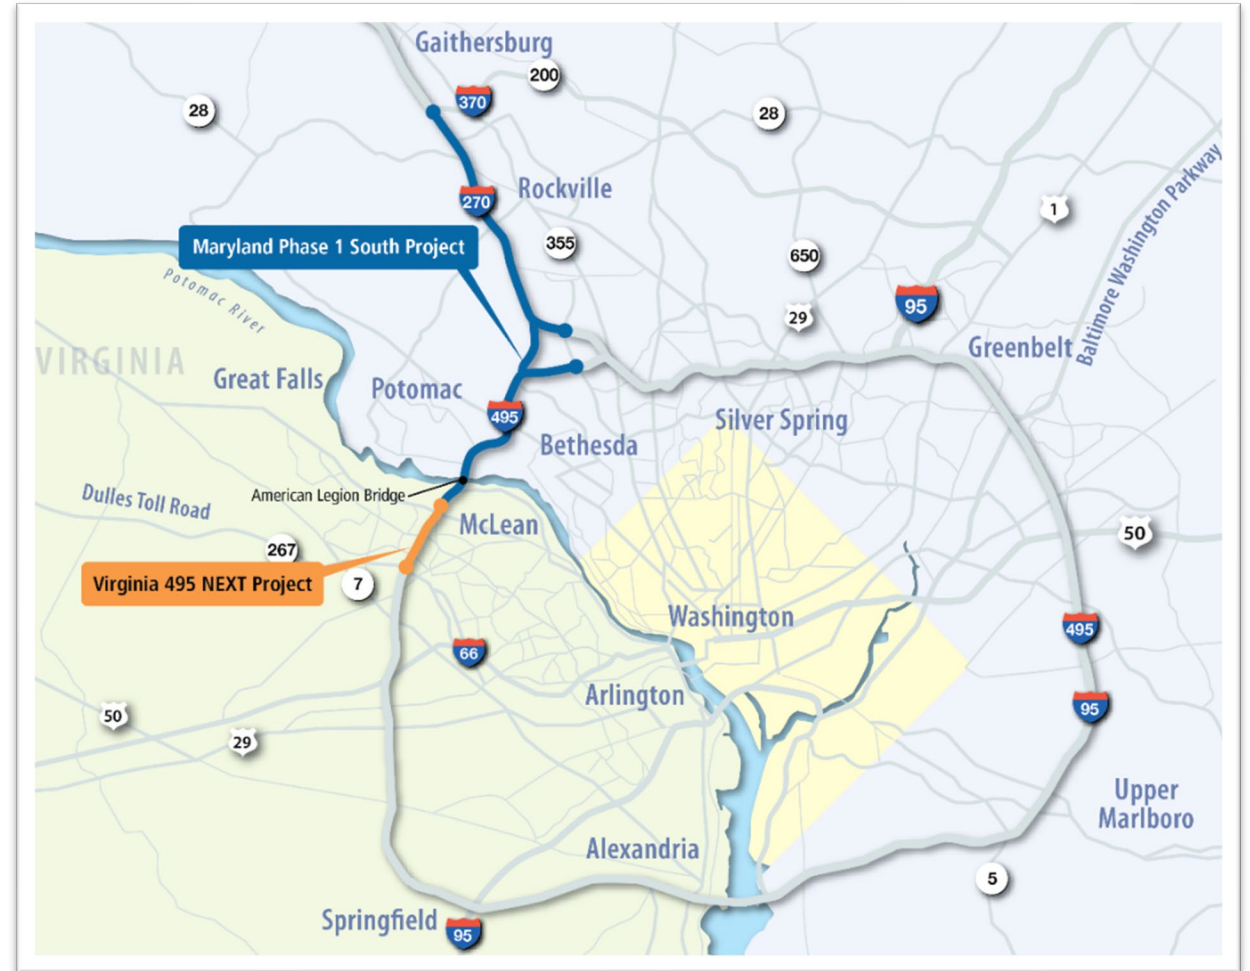 Gaithersburg
200
370
28
28
Rockville
270
1
Baltimore Washington Parkway
Maryland Phase 1 South Project
355
650
Potomac River
95
29
VIRGINIA
Greenbelt
Great Falls
Potomac
495
Silver Spring
Bethesda
American Legion Bridge
Dulles Toll Road
McLean
50
267
Virginia 495 NEXT Project
7
Washington
495
66
Arlington
95
50
29
Upper
Marlboro
Alexandria
5
Springfield
95